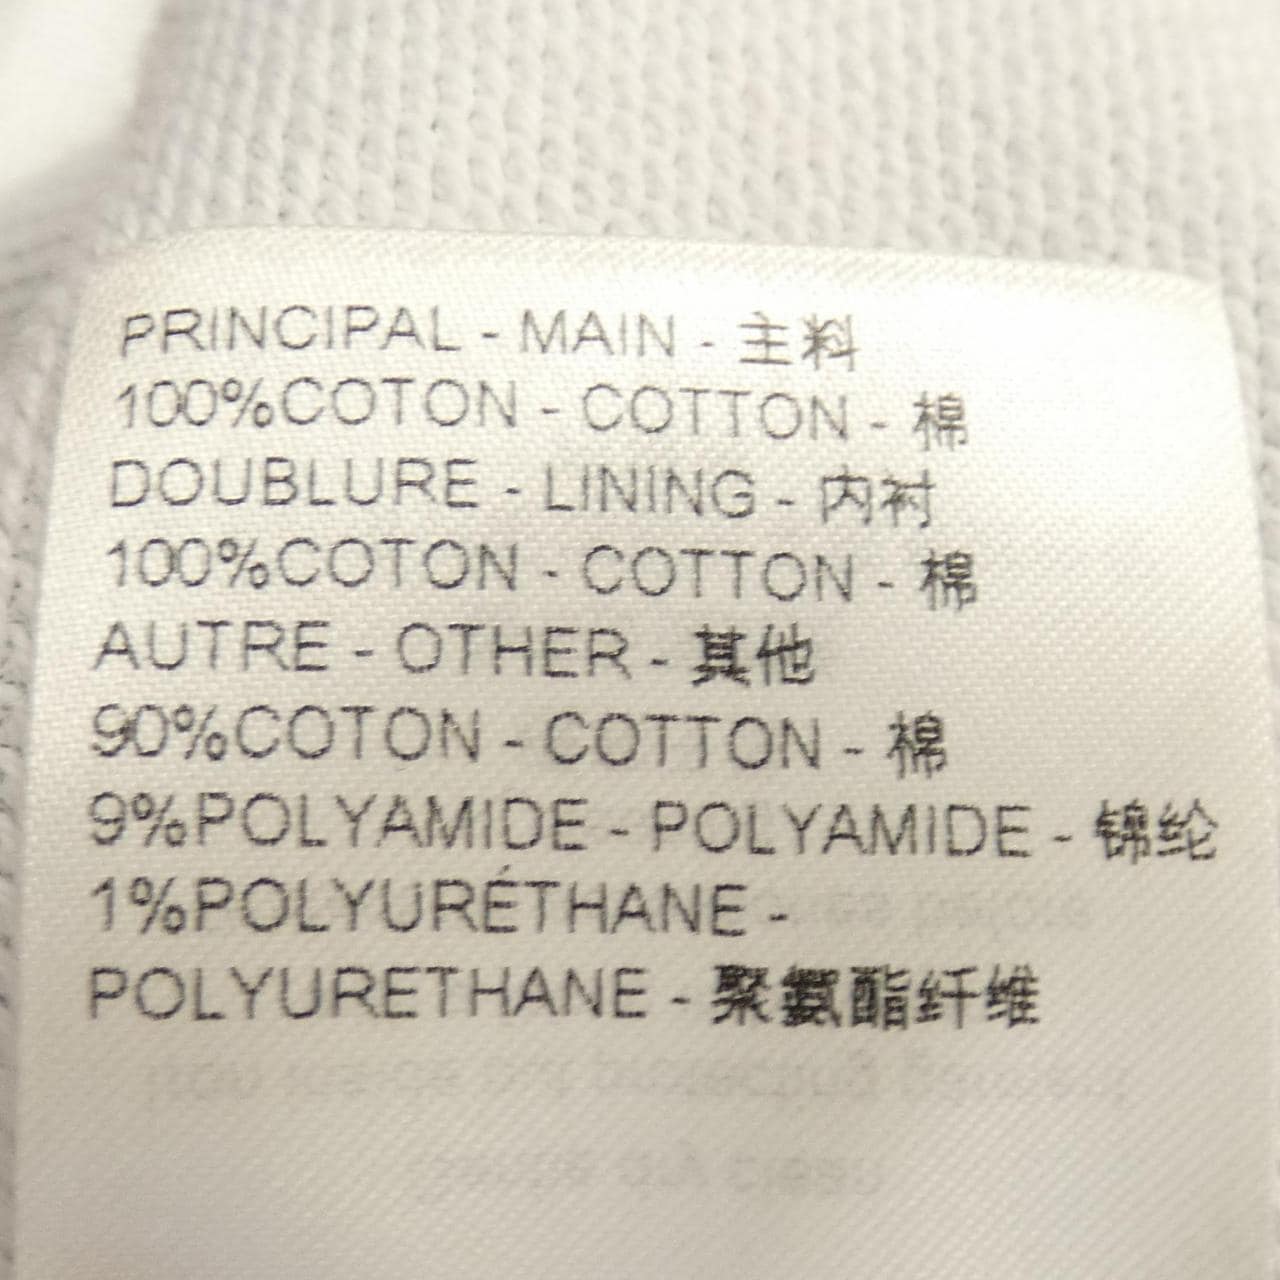 PRINCIPAL - MAIN - 主料
100%COTON - COTTON - 棉
DOUBLURE - LINING - 内衬
100%COTON - COTTON - 棉
AUTRE - OTHER - 其他
90%COTON - COTTON - 棉
9%POLYAMIDE - POLYAMIDE - 锦纶
1%POLYURÉTHANE -
POLYURETHANE - 聚氨酯纤维